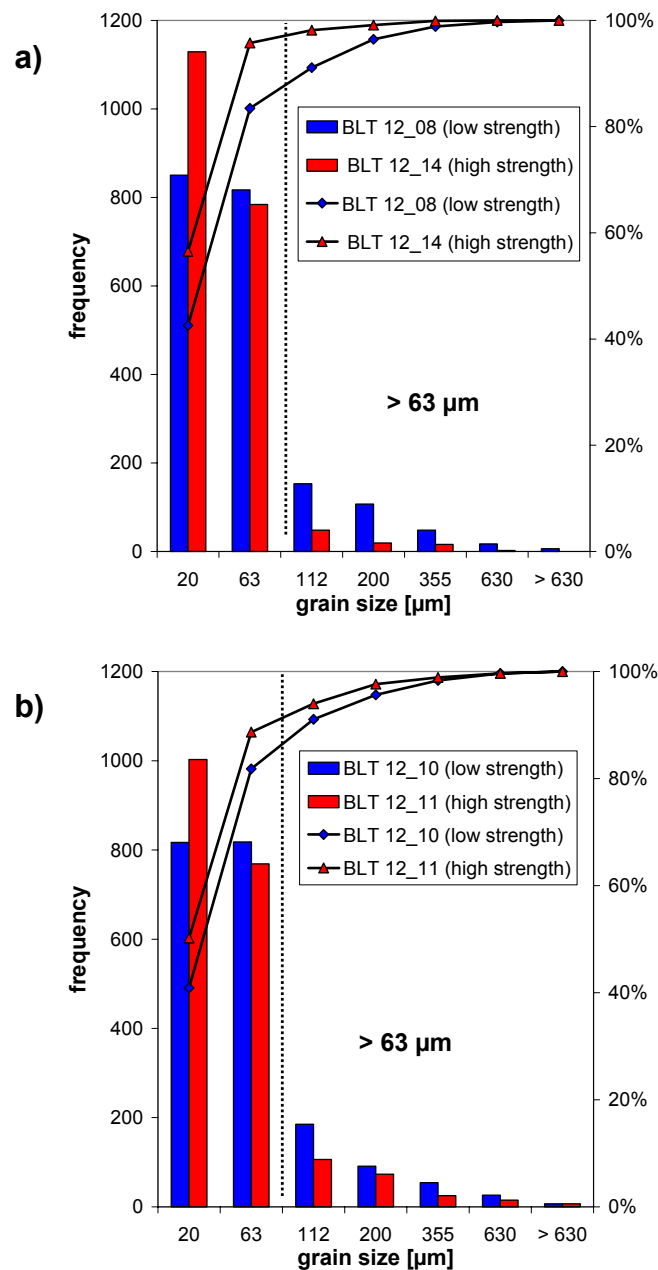 a)
1200
1000
800
600
400
200
0
frequency
100%
80%
60%
40%
20%
0%
BLT 12_08 (low strength)
BLT 12_14 (high strength)
BLT 12_08 (low strength)
BLT 12_14 (high strength)
> 63 µm
20 63 112 200 355 630 > 630
grain size [µm]
b)
1200
1000
800
600
400
200
0
frequency
100%
80%
60%
40%
20%
0%
BLT 12_10 (low strength)
BLT 12_11 (high strength)
BLT 12_10 (low strength)
BLT 12_11 (high strength)
> 63 µm
20 63 112 200 355 630 > 630
grain size [µm]